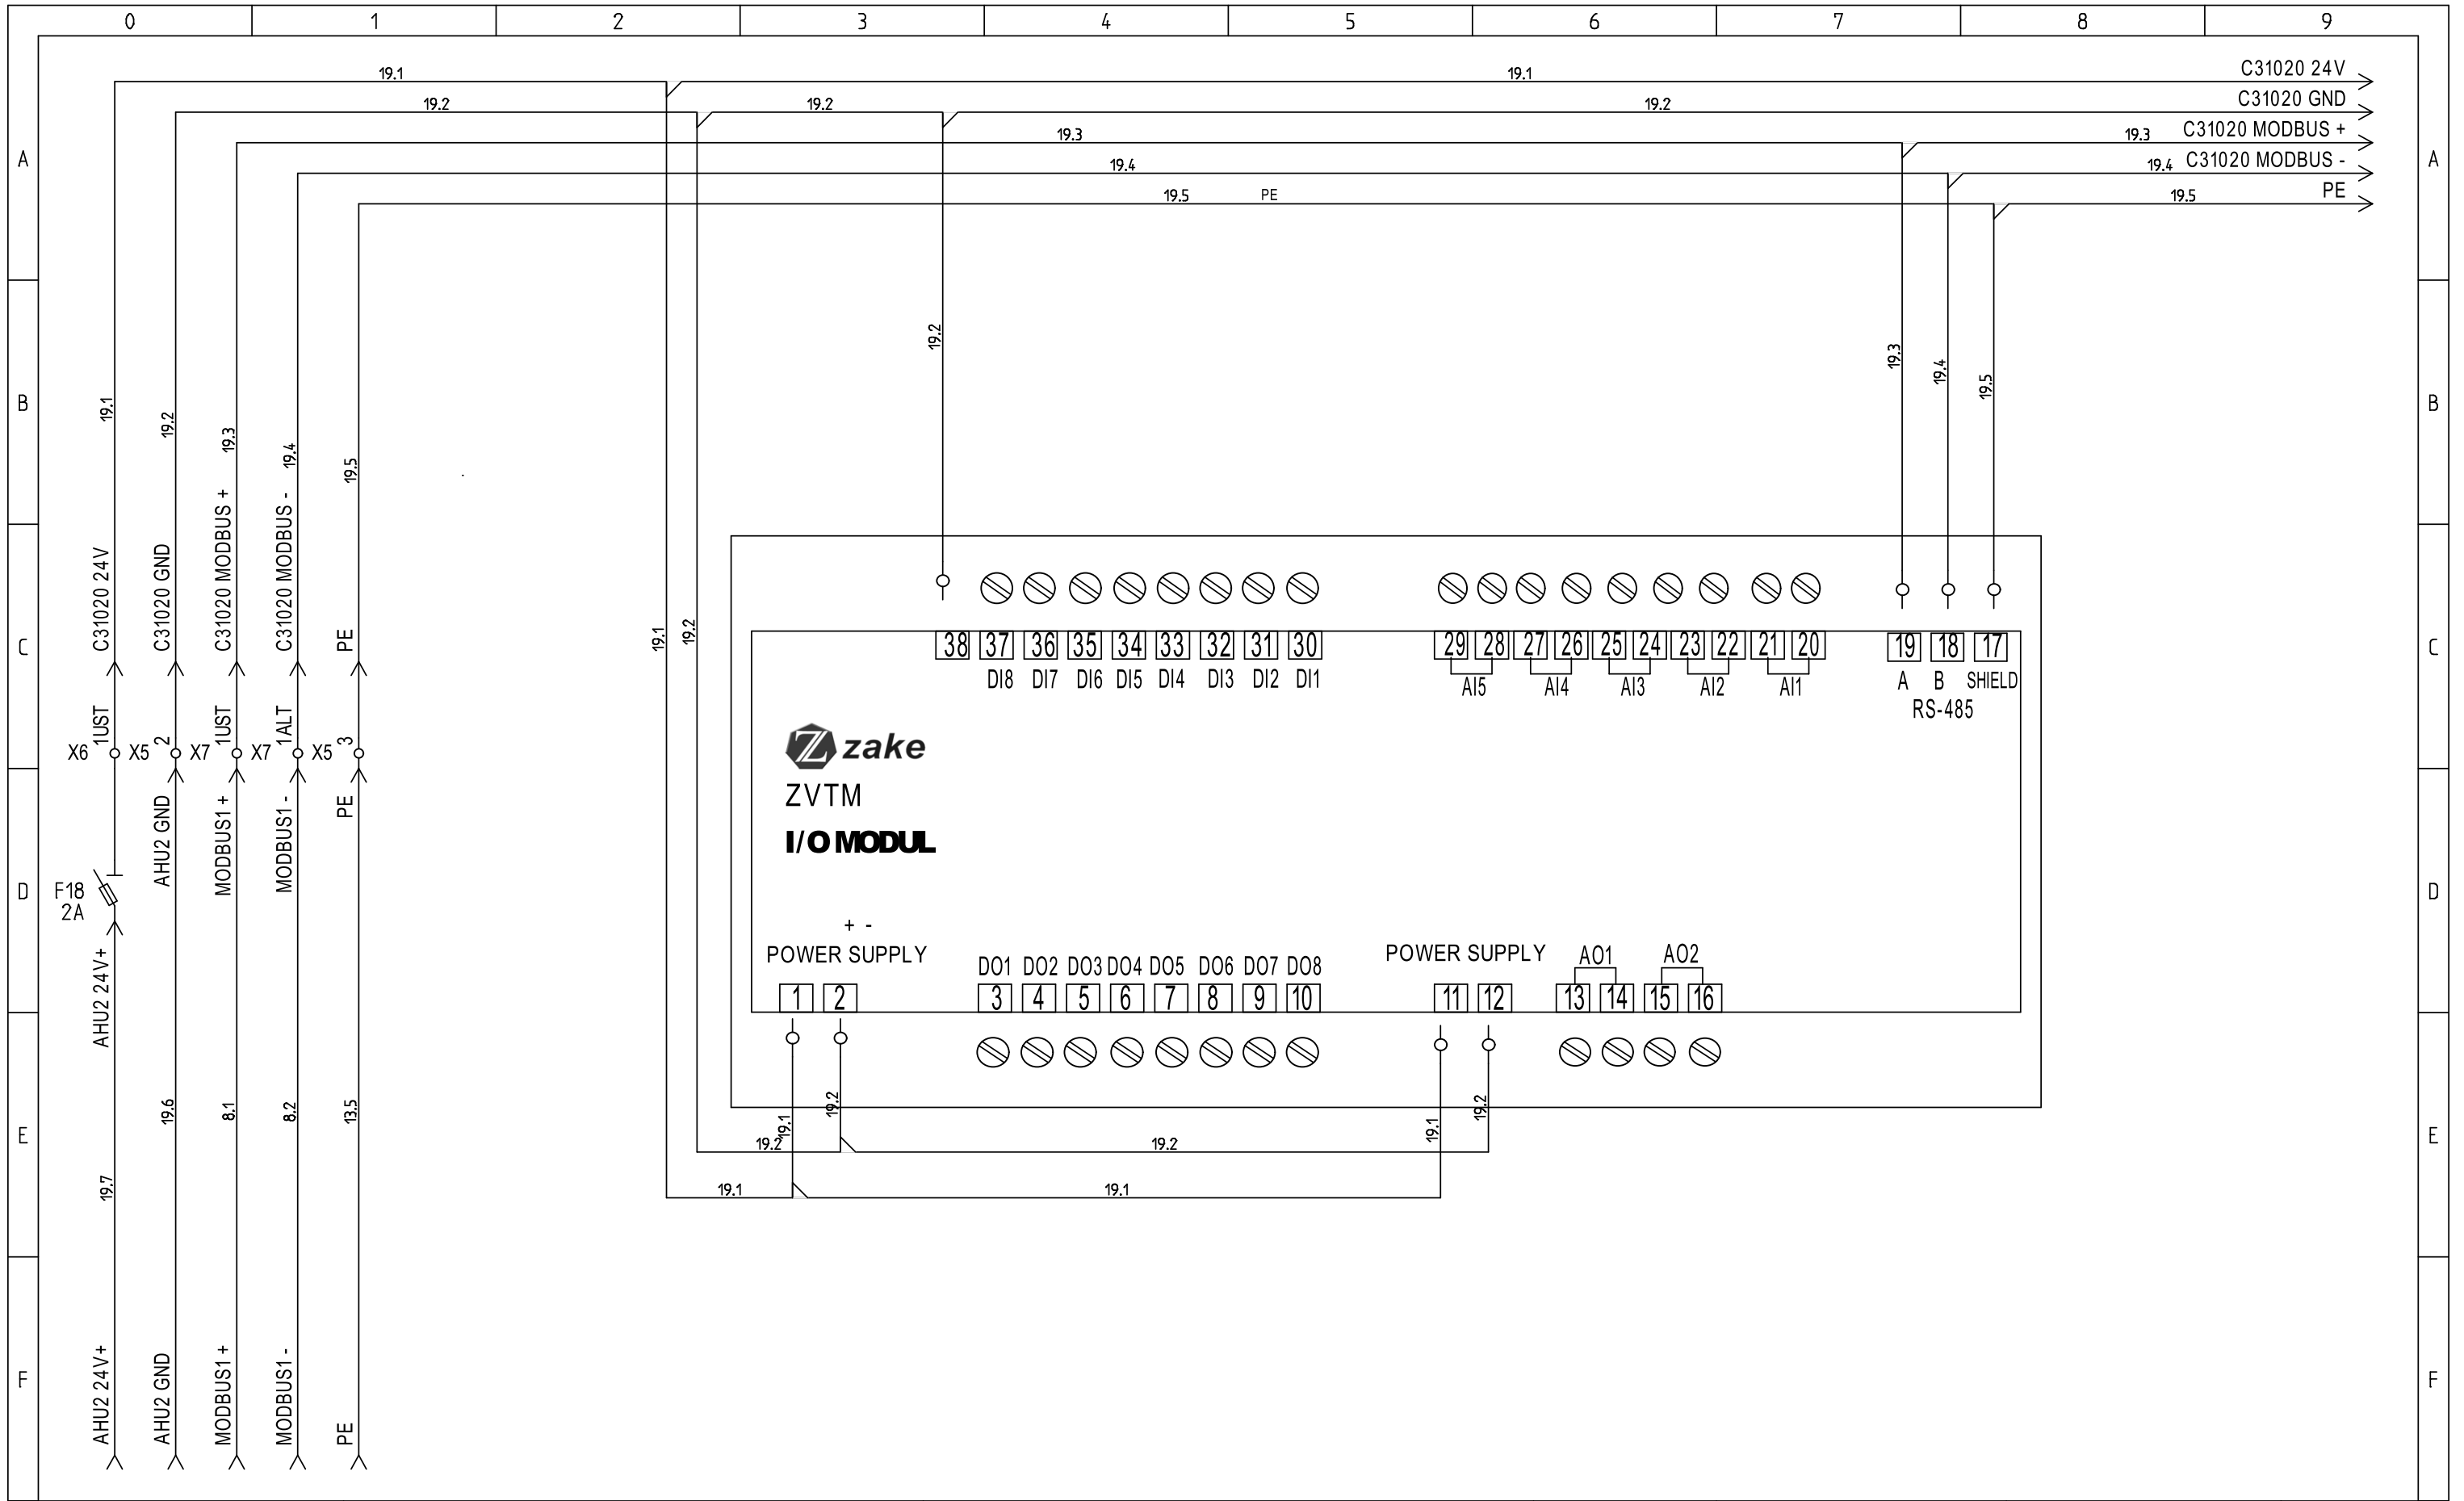 0 1 2 3 4 5 6 7 8 9
19.1 19.1 C31020 24V
19.2 19.2 19.2 C31020 GND
19.3 19.3 C31020 MODBUS +
19.4 19.4 C31020 MODBUS -
19.5 PE 19.5 PE
A A
B B
19.1 19.2 19.3 19.4 19.5
19.2 19.3 19.4 19.5
C31020 24V
C31020 GND
C31020 MODBUS +
C31020 MODBUS -
PE
19.1 19.2
C C
38 37 36 35 34 33 32 31 30 29 28 27 26 25 24 23 22 21 20 19 18 17
DI8 DI7 DI6 DI5 DI4 DI3 DI2 DI1 AI5 AI4 AI3 AI2 AI1 A B SHIELD
RS-485
X6 1UST X5 2 X7 1UST X7 1ALT X5 3
zake
ZVTM
I/O MODUL
AHU2 GND
MODBUS1 +
MODBUS1 -
PE
D D
F18
2A
AHU2 24V+
+ -
POWER SUPPLY POWER SUPPLY
DO1 DO2 DO3 DO4 DO5 DO6 DO7 DO8 AO1 AO2
1 2 3 4 5 6 7 8 9 10 11 12 13 14 15 16
19.7 19.6 8.1 8.2 13.5
19.1 19.2 19.1 19.2
E E
19.2 19.2
19.1 19.1
F F
AHU2 24V+
AHU2 GND
MODBUS1 +
MODBUS1 -
PE